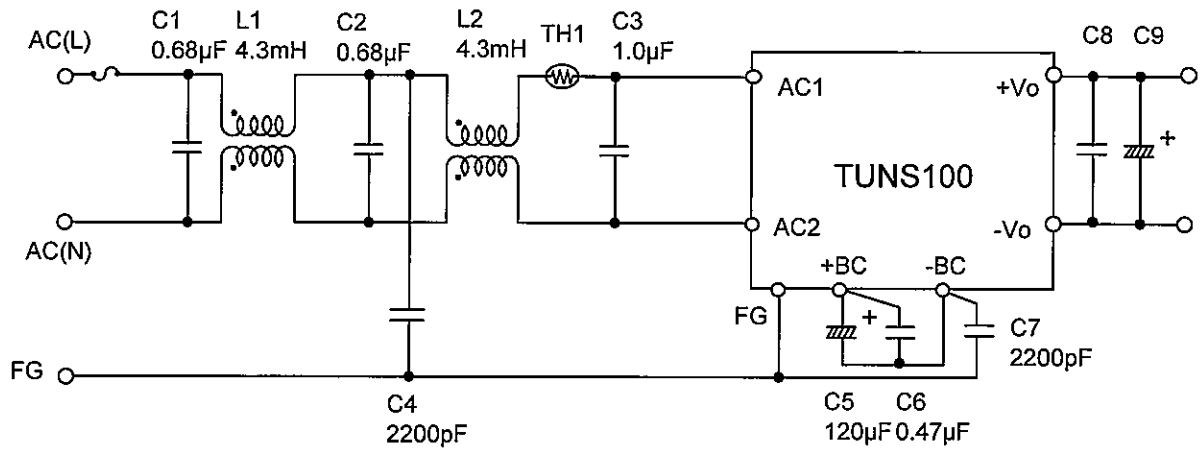 C1 L1 C2 L2 TH1 C3 C8 C9
0.68μF 4.3mH 0.68μF 4.3mH 1.0μF
AC(L)
AC1 +Vo
+
TUNS100
AC2 -Vo
AC(N)
+BC -BC
FG
+
C7
2200pF
FG
C4
2200pF
C5 C6
120μF 0.47μF